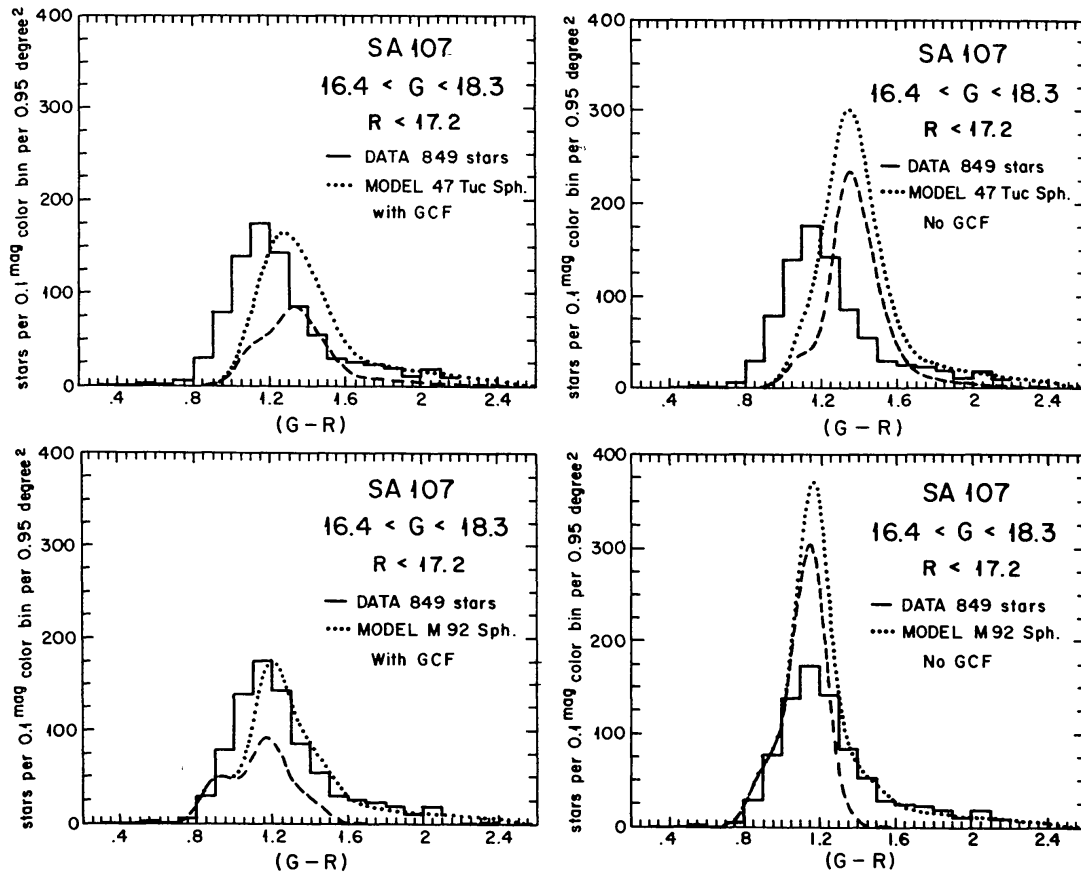 400
300
200
100
0
stars per 0.1 mag color bin per 0.95 degree²
SA 107
16.4 < G < 18.3
R < 17.2
DATA 849 stars
MODEL 47 Tuc Sph.
with GCF
.4 .8 1.2 1.6 2 2.4
(G – R)
400
300
200
100
0
stars per 0.1 mag color bin per 0.95 degree²
SA 107
16.4 < G < 18.3
R < 17.2
DATA 849 stars
MODEL 47 Tuc Sph.
No GCF
.4 .8 1.2 1.6 2 2.4
(G – R)
400
300
200
100
0
stars per 0.1 mag color bin per 0.95 degree²
SA 107
16.4 < G < 18.3
R < 17.2
DATA 849 stars
MODEL M 92 Sph.
With GCF
.4 .8 1.2 1.6 2 2.4
(G – R)
400
300
200
100
0
stars per 0.1 mag color bin per 0.95 degree²
SA 107
16.4 < G < 18.3
R < 17.2
DATA 849 stars
MODEL M 92 Sph.
No GCF
.4 .8 1.2 1.6 2 2.4
(G – R)